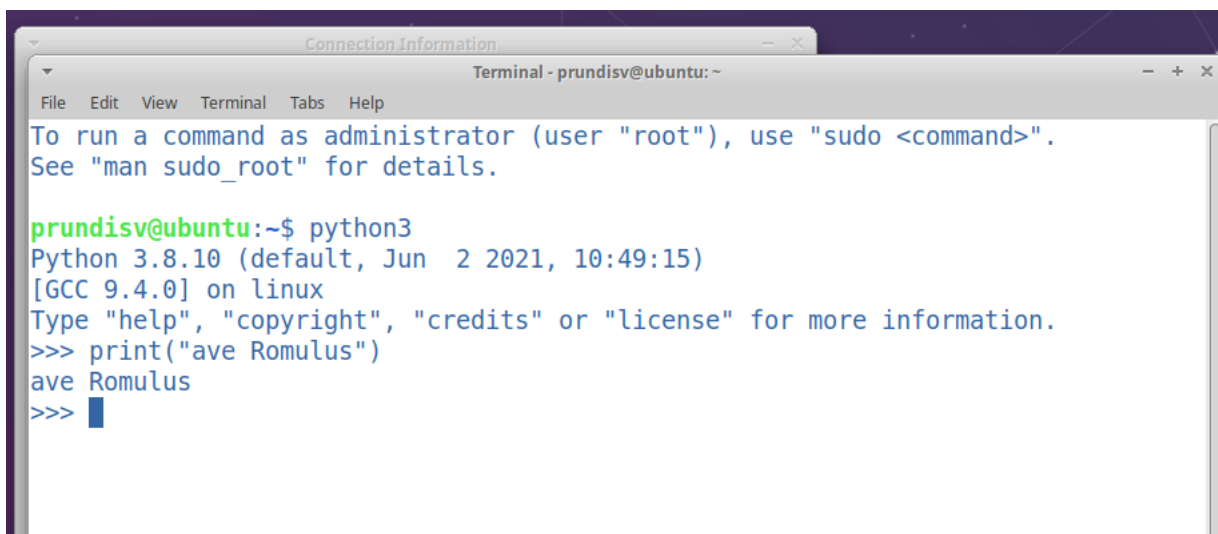 Connection Information
Terminal - prundisv@ubuntu: ~
File Edit View Terminal Tabs Help
To run a command as administrator (user "root"), use "sudo <command>".
See "man sudo_root" for details.
prundisv@ubuntu:~$ python3
Python 3.8.10 (default, Jun  2 2021, 10:49:15)
[GCC 9.4.0] on linux
Type "help", "copyright", "credits" or "license" for more information.
>>> print("ave Romulus")
ave Romulus
>>>